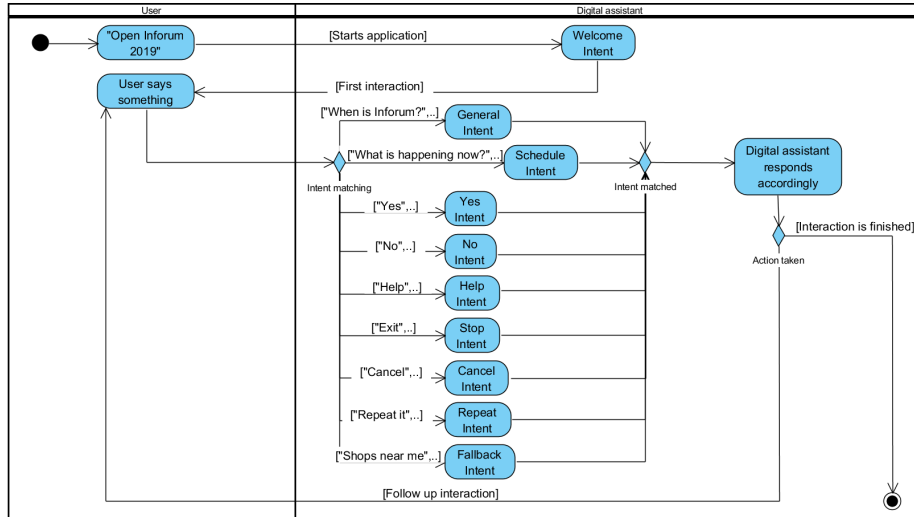 User
Digital assistant
"Open Inforum
2019"
[Starts application]
Welcome
Intent
User says
something
[First interaction]
["When is Inforum?",..]
General
Intent
["What is happening now?",..]
Schedule
Intent
Digital assistant
responds
accordingly
Intent matching
Intent matched
["Yes",..]
Yes
Intent
[Interaction is finished]
["No",..]
No
Intent
Action taken
["Help",..]
Help
Intent
["Exit",..]
Stop
Intent
["Cancel",..]
Cancel
Intent
["Repeat it",..]
Repeat
Intent
["Shops near me",..]
Fallback
Intent
[Follow up interaction]